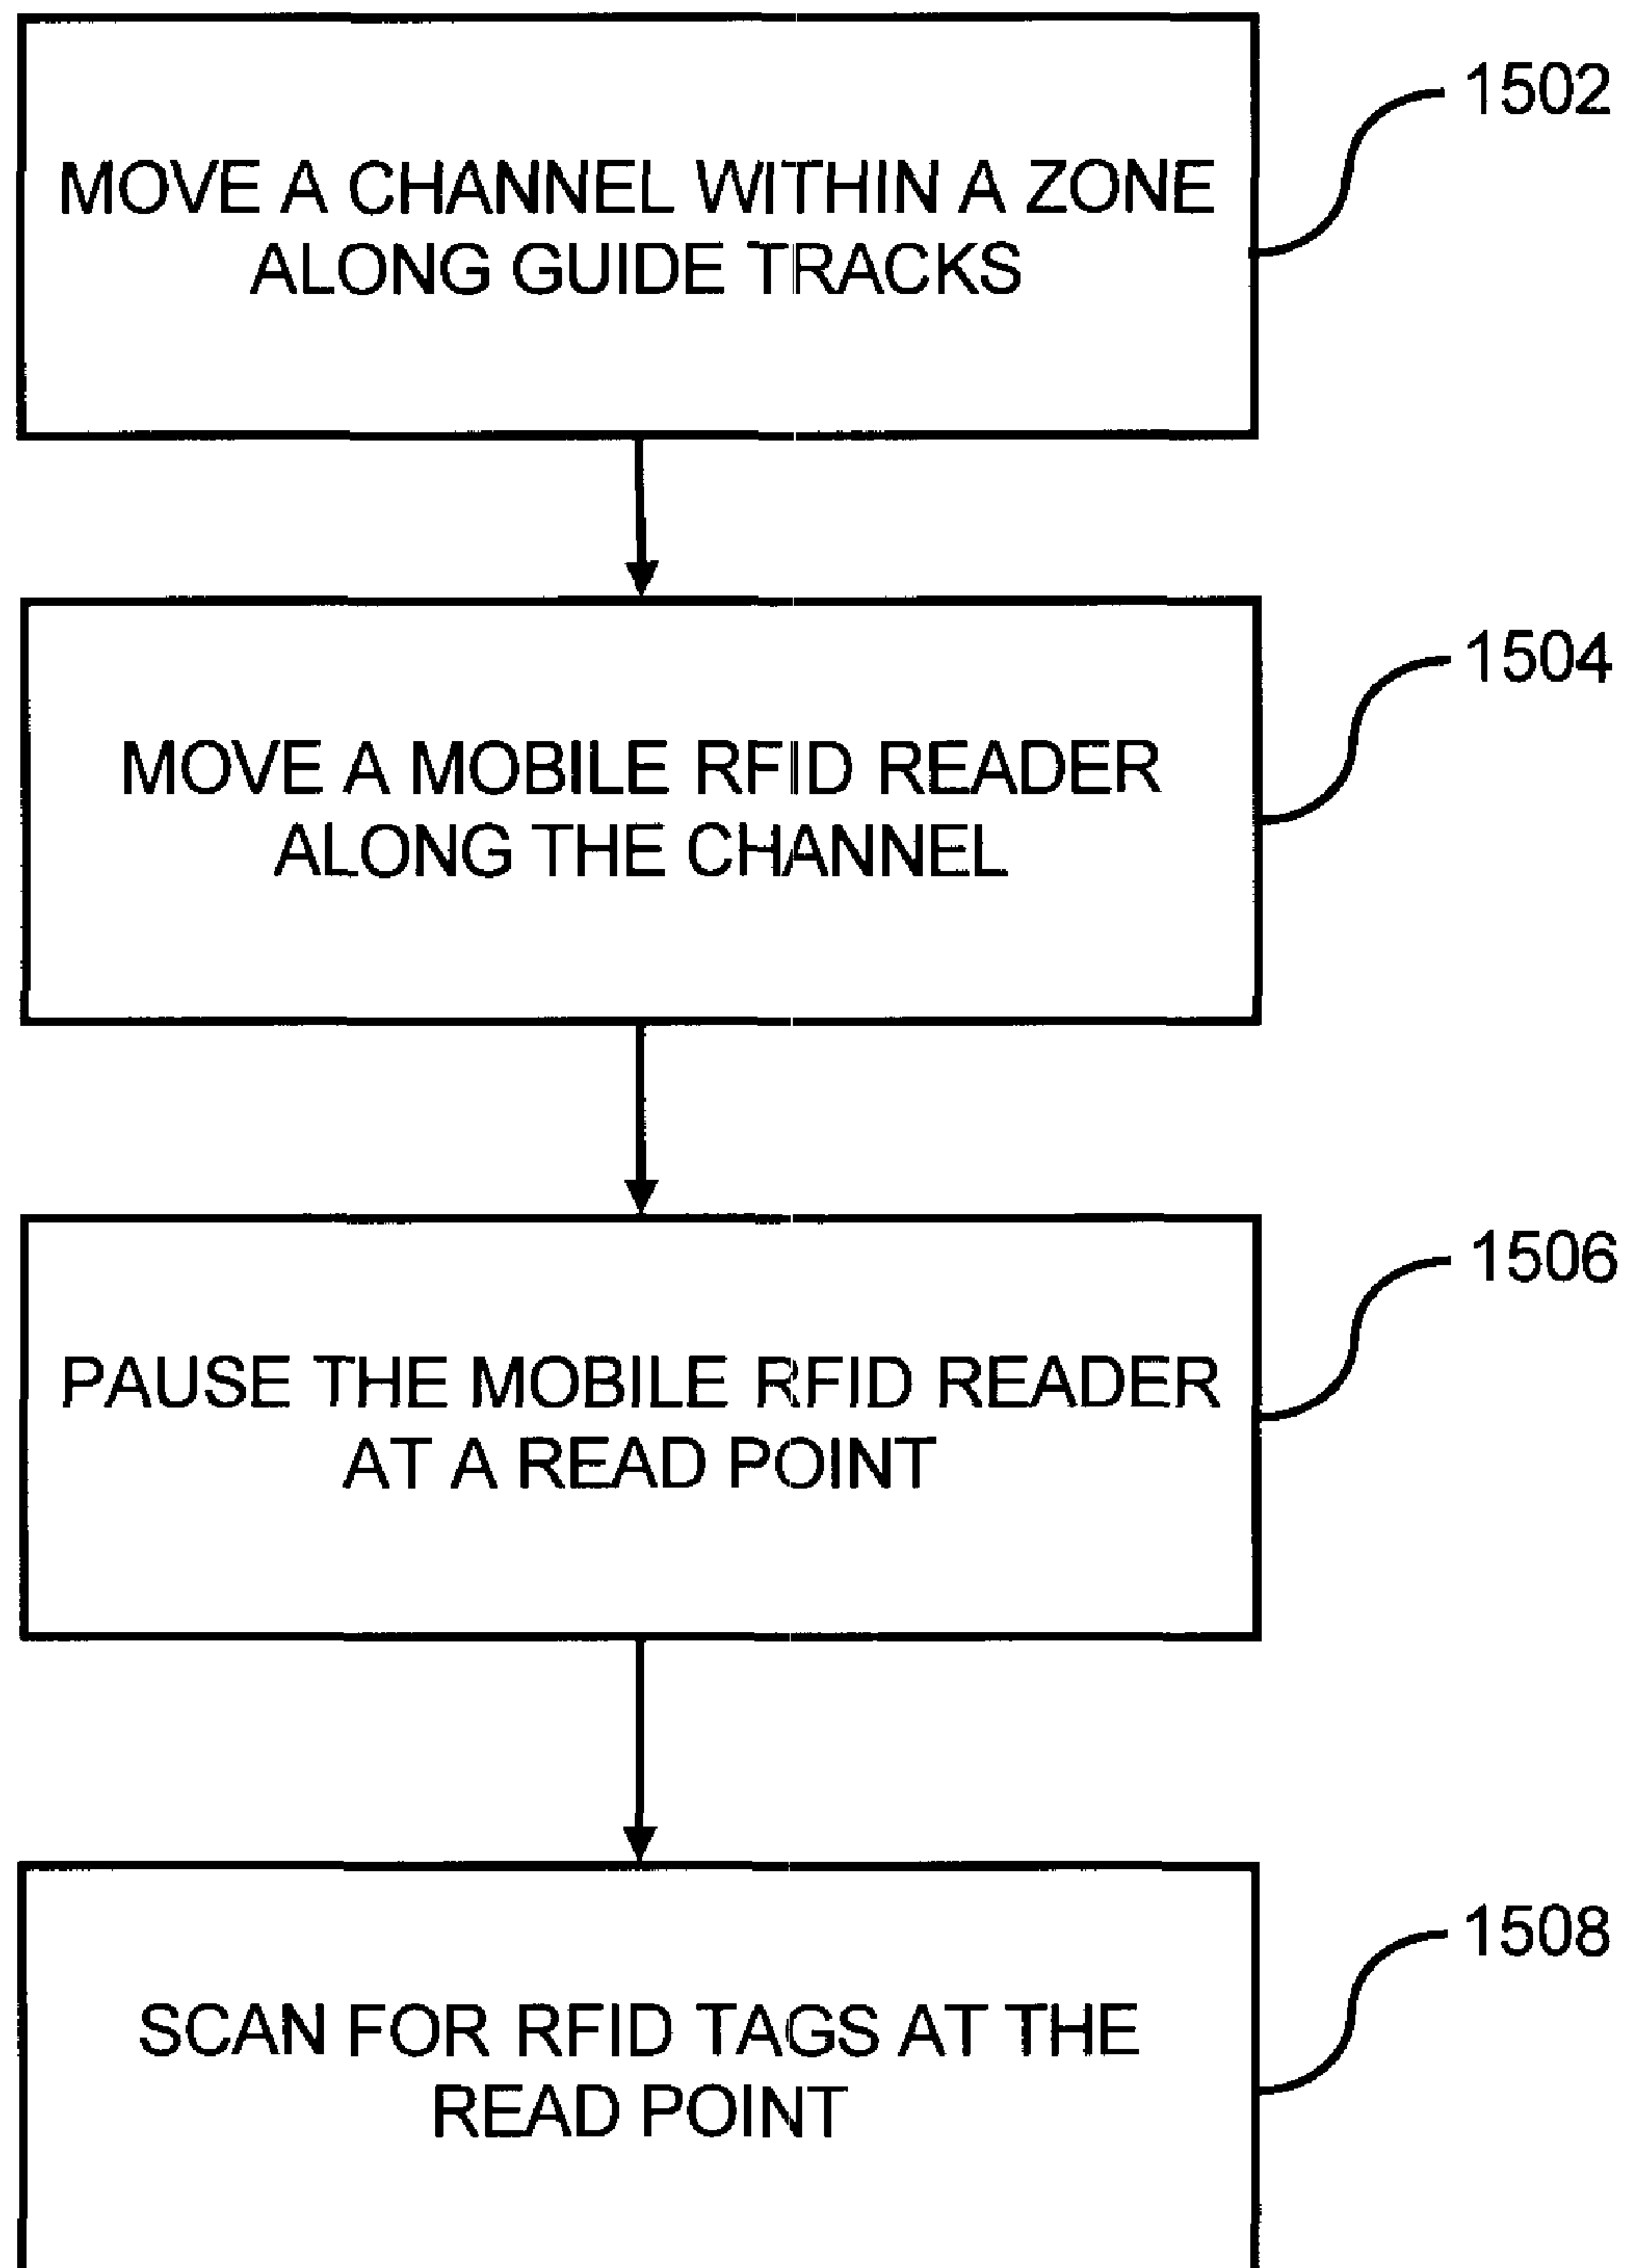 1502
MOVE A CHANNEL WITHIN A ZONE
ALONG GUIDE TRACKS
1504
MOVE A MOBILE RFID READER
ALONG THE CHANNEL
1506
PAUSE THE MOBILE RFID READER
AT A READ POINT
1508
SCAN FOR RFID TAGS AT THE
READ POINT